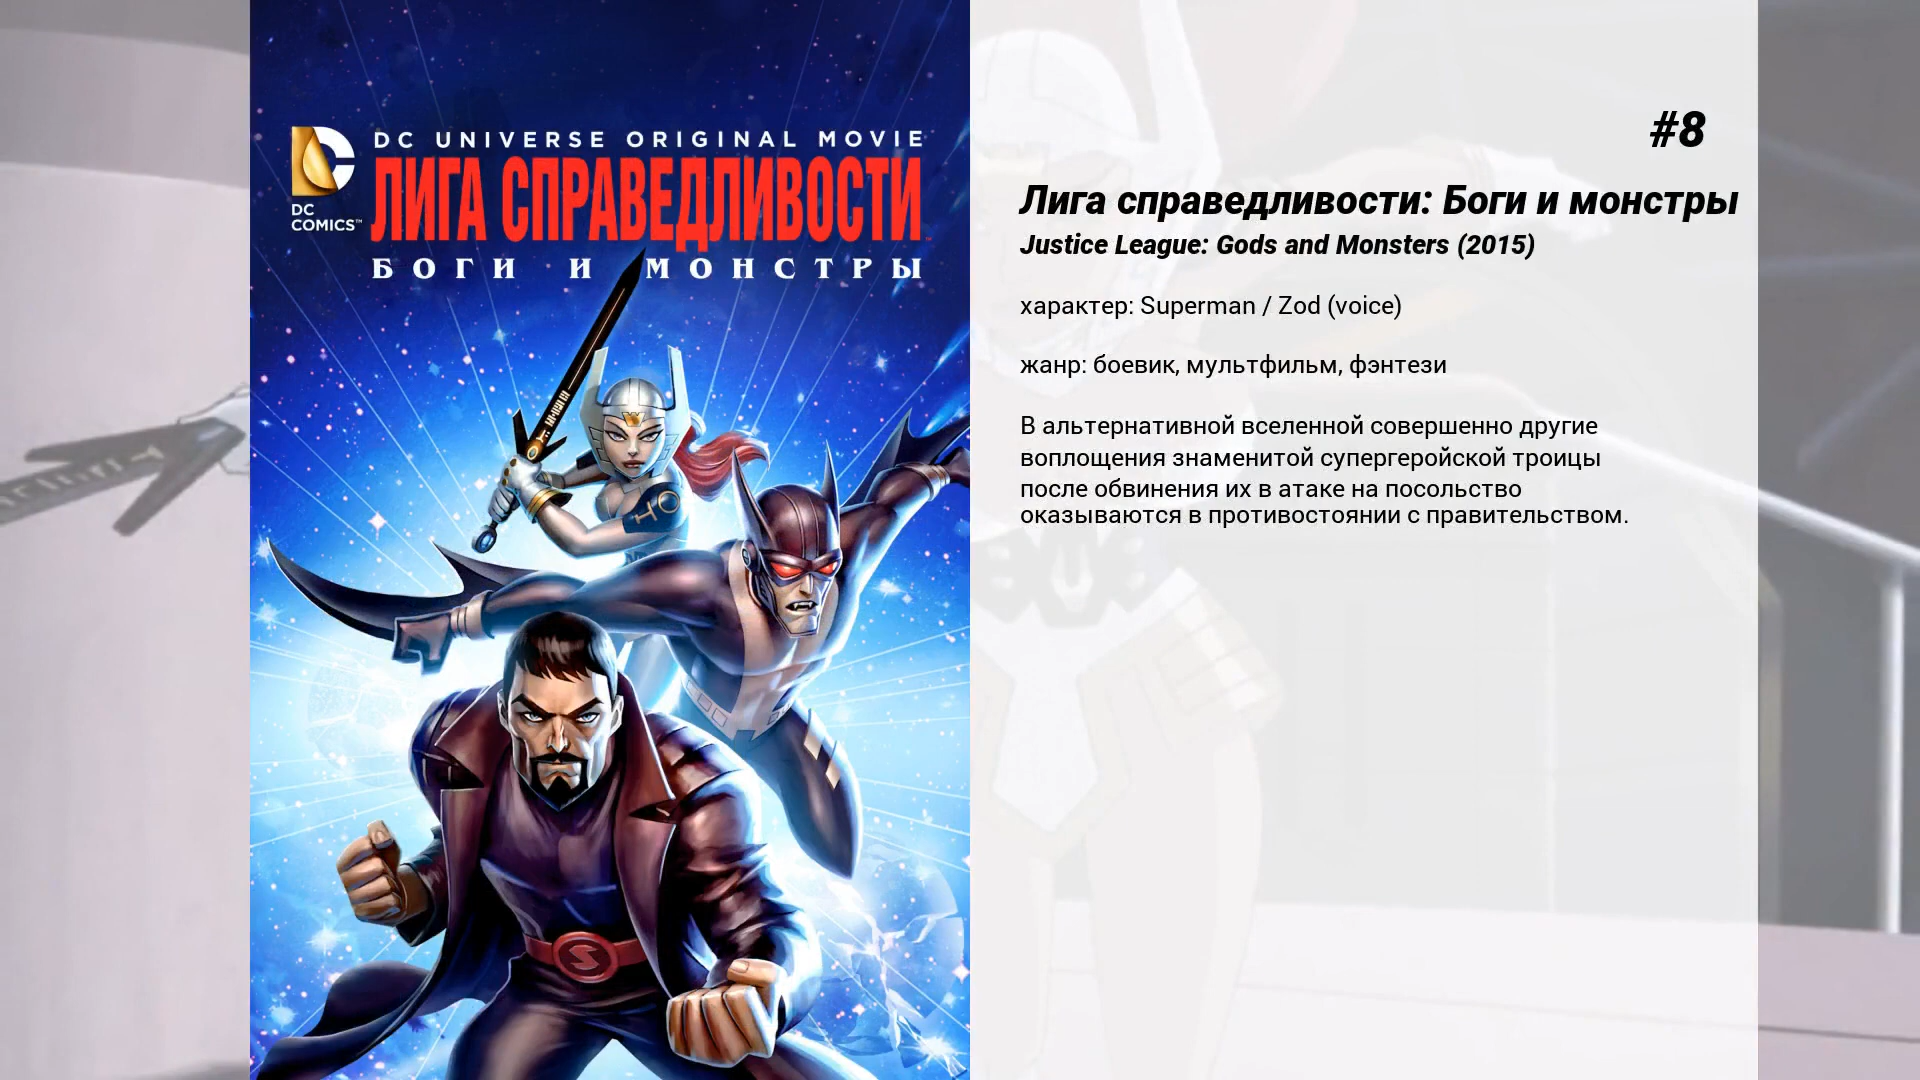 DC UNIVERSE ORIGINAL MOVIE
ЛИГА СПРАВЕДЛИВОСТИ
DC
COMICS™
БОГИ И МОНСТРЫ
#8
Лига справедливости: Боги и монстры
Justice League: Gods and Monsters (2015)
характер: Superman / Zod (voice)
жанр: боевик, мультфильм, фэнтези
В альтернативной вселенной совершенно другие
воплощения знаменитой супергеройской троицы
после обвинения их в атаке на посольство
оказываются в противостоянии с правительством.